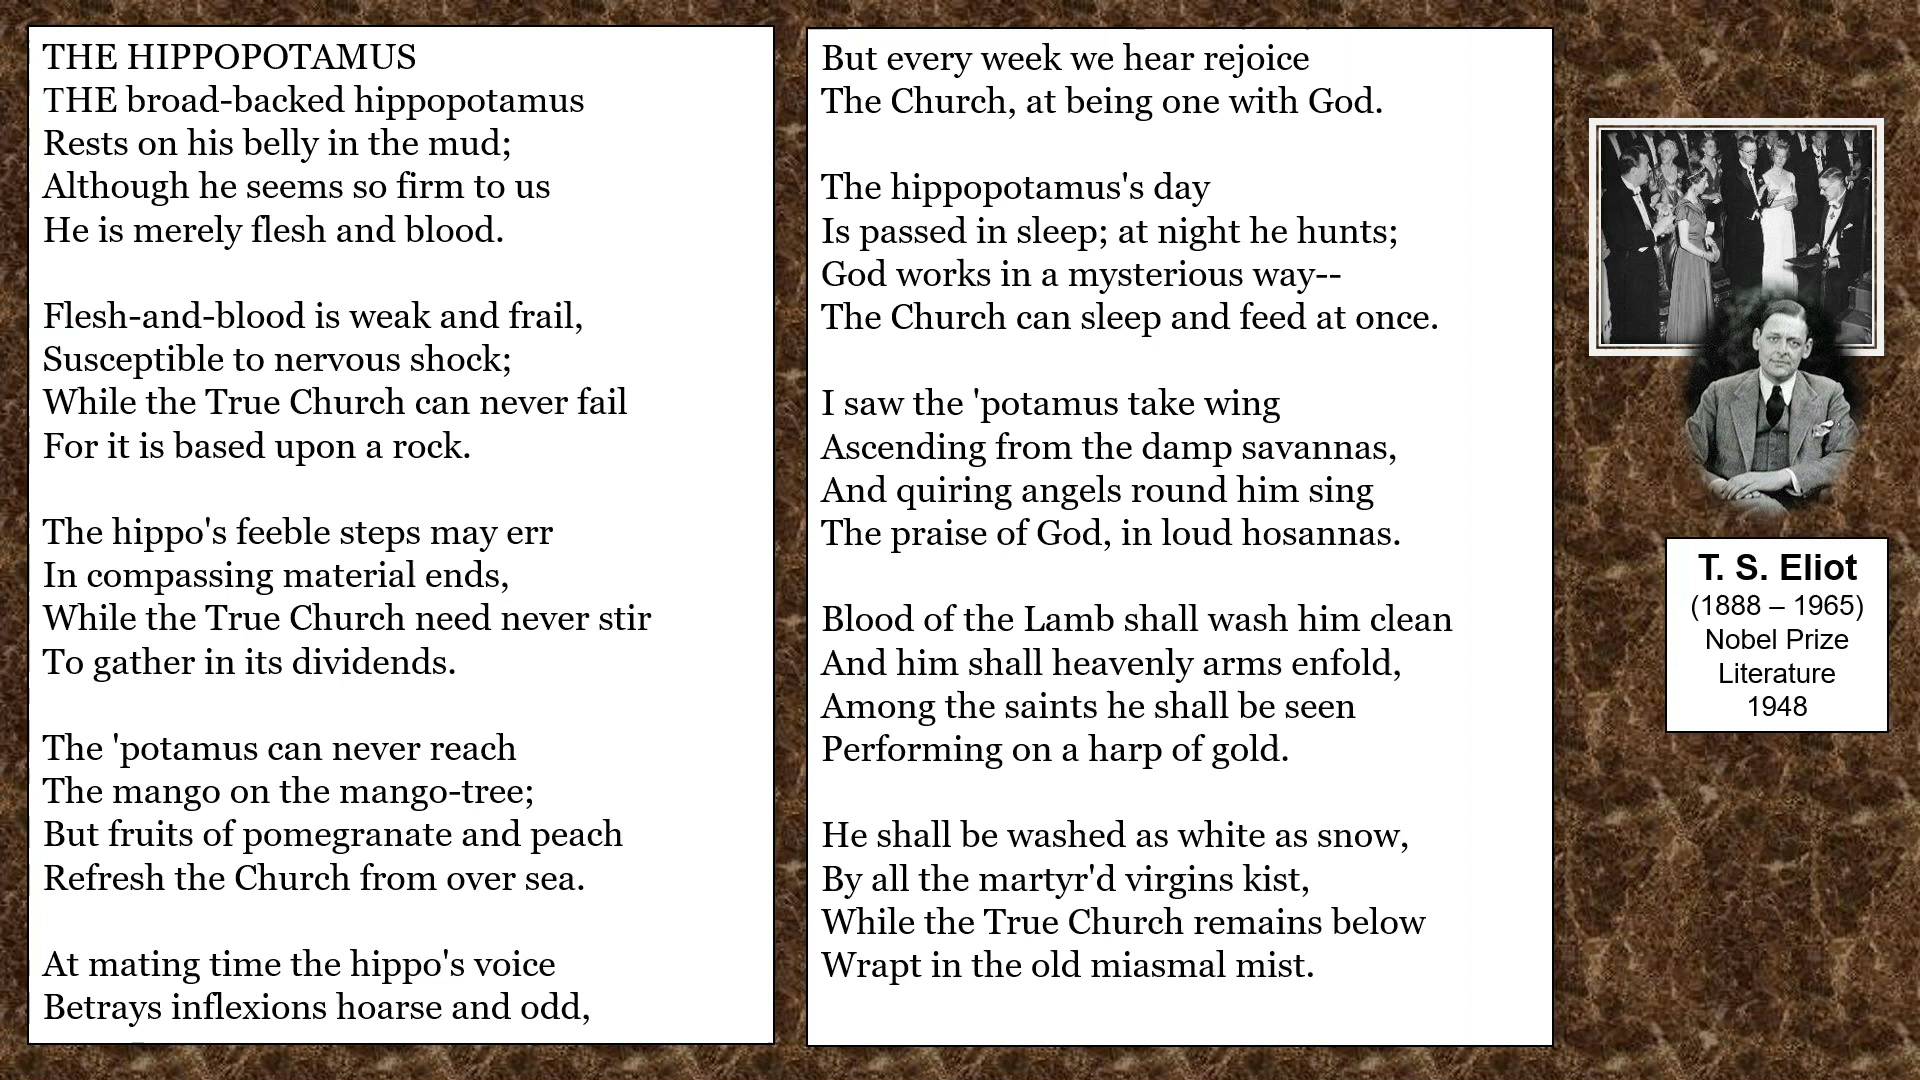 THE HIPPOPOTAMUS
THE broad-backed hippopotamus
Rests on his belly in the mud;
Although he seems so firm to us
He is merely flesh and blood.

Flesh-and-blood is weak and frail,
Susceptible to nervous shock;
While the True Church can never fail
For it is based upon a rock.

The hippo's feeble steps may err
In compassing material ends,
While the True Church need never stir
To gather in its dividends.

The 'potamus can never reach
The mango on the mango-tree;
But fruits of pomegranate and peach
Refresh the Church from over sea.

At mating time the hippo's voice
Betrays inflexions hoarse and odd,
But every week we hear rejoice
The Church, at being one with God.

The hippopotamus's day
Is passed in sleep; at night he hunts;
God works in a mysterious way--
The Church can sleep and feed at once.

I saw the 'potamus take wing
Ascending from the damp savannas,
And quiring angels round him sing
The praise of God, in loud hosannas.

Blood of the Lamb shall wash him clean
And him shall heavenly arms enfold,
Among the saints he shall be seen
Performing on a harp of gold.

He shall be washed as white as snow,
By all the martyr'd virgins kist,
While the True Church remains below
Wrapt in the old miasmal mist.

T. S. Eliot
(1888 – 1965)
Nobel Prize
Literature
1948